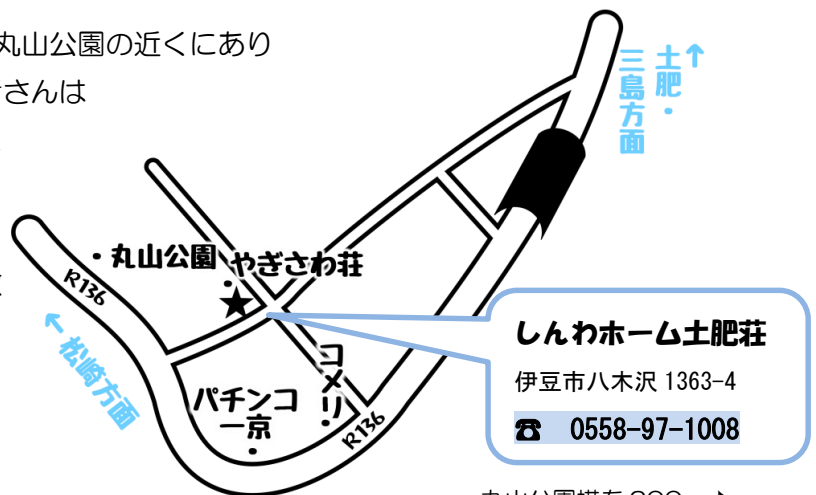 丸山公園の近くにあり
さんは
↑
土肥・
三島方面
・丸山公園
やぎさわ荘
★
R136
← 松崎方面
コメリ
パチンコ
一京
R136
しんわホーム土肥荘
伊豆市八木沢 1363-4
☎ 0558-97-1008